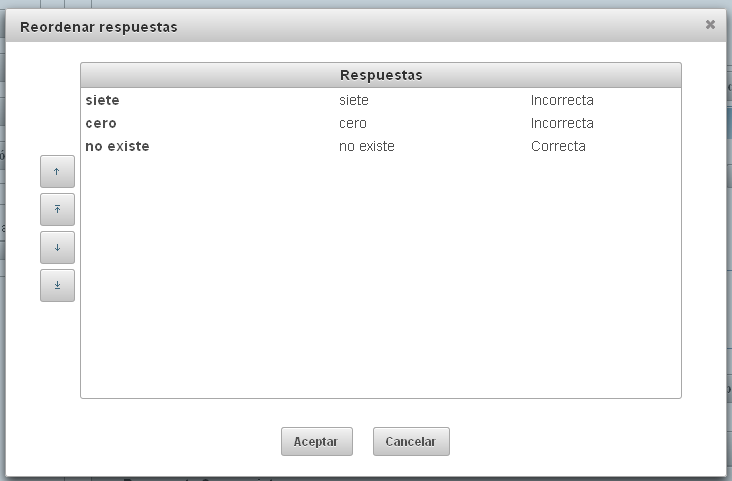 Reordenar respuestas
Respuestas
siete siete Incorrecta
cero cero Incorrecta
no existe no existe Correcta
Aceptar Cancelar